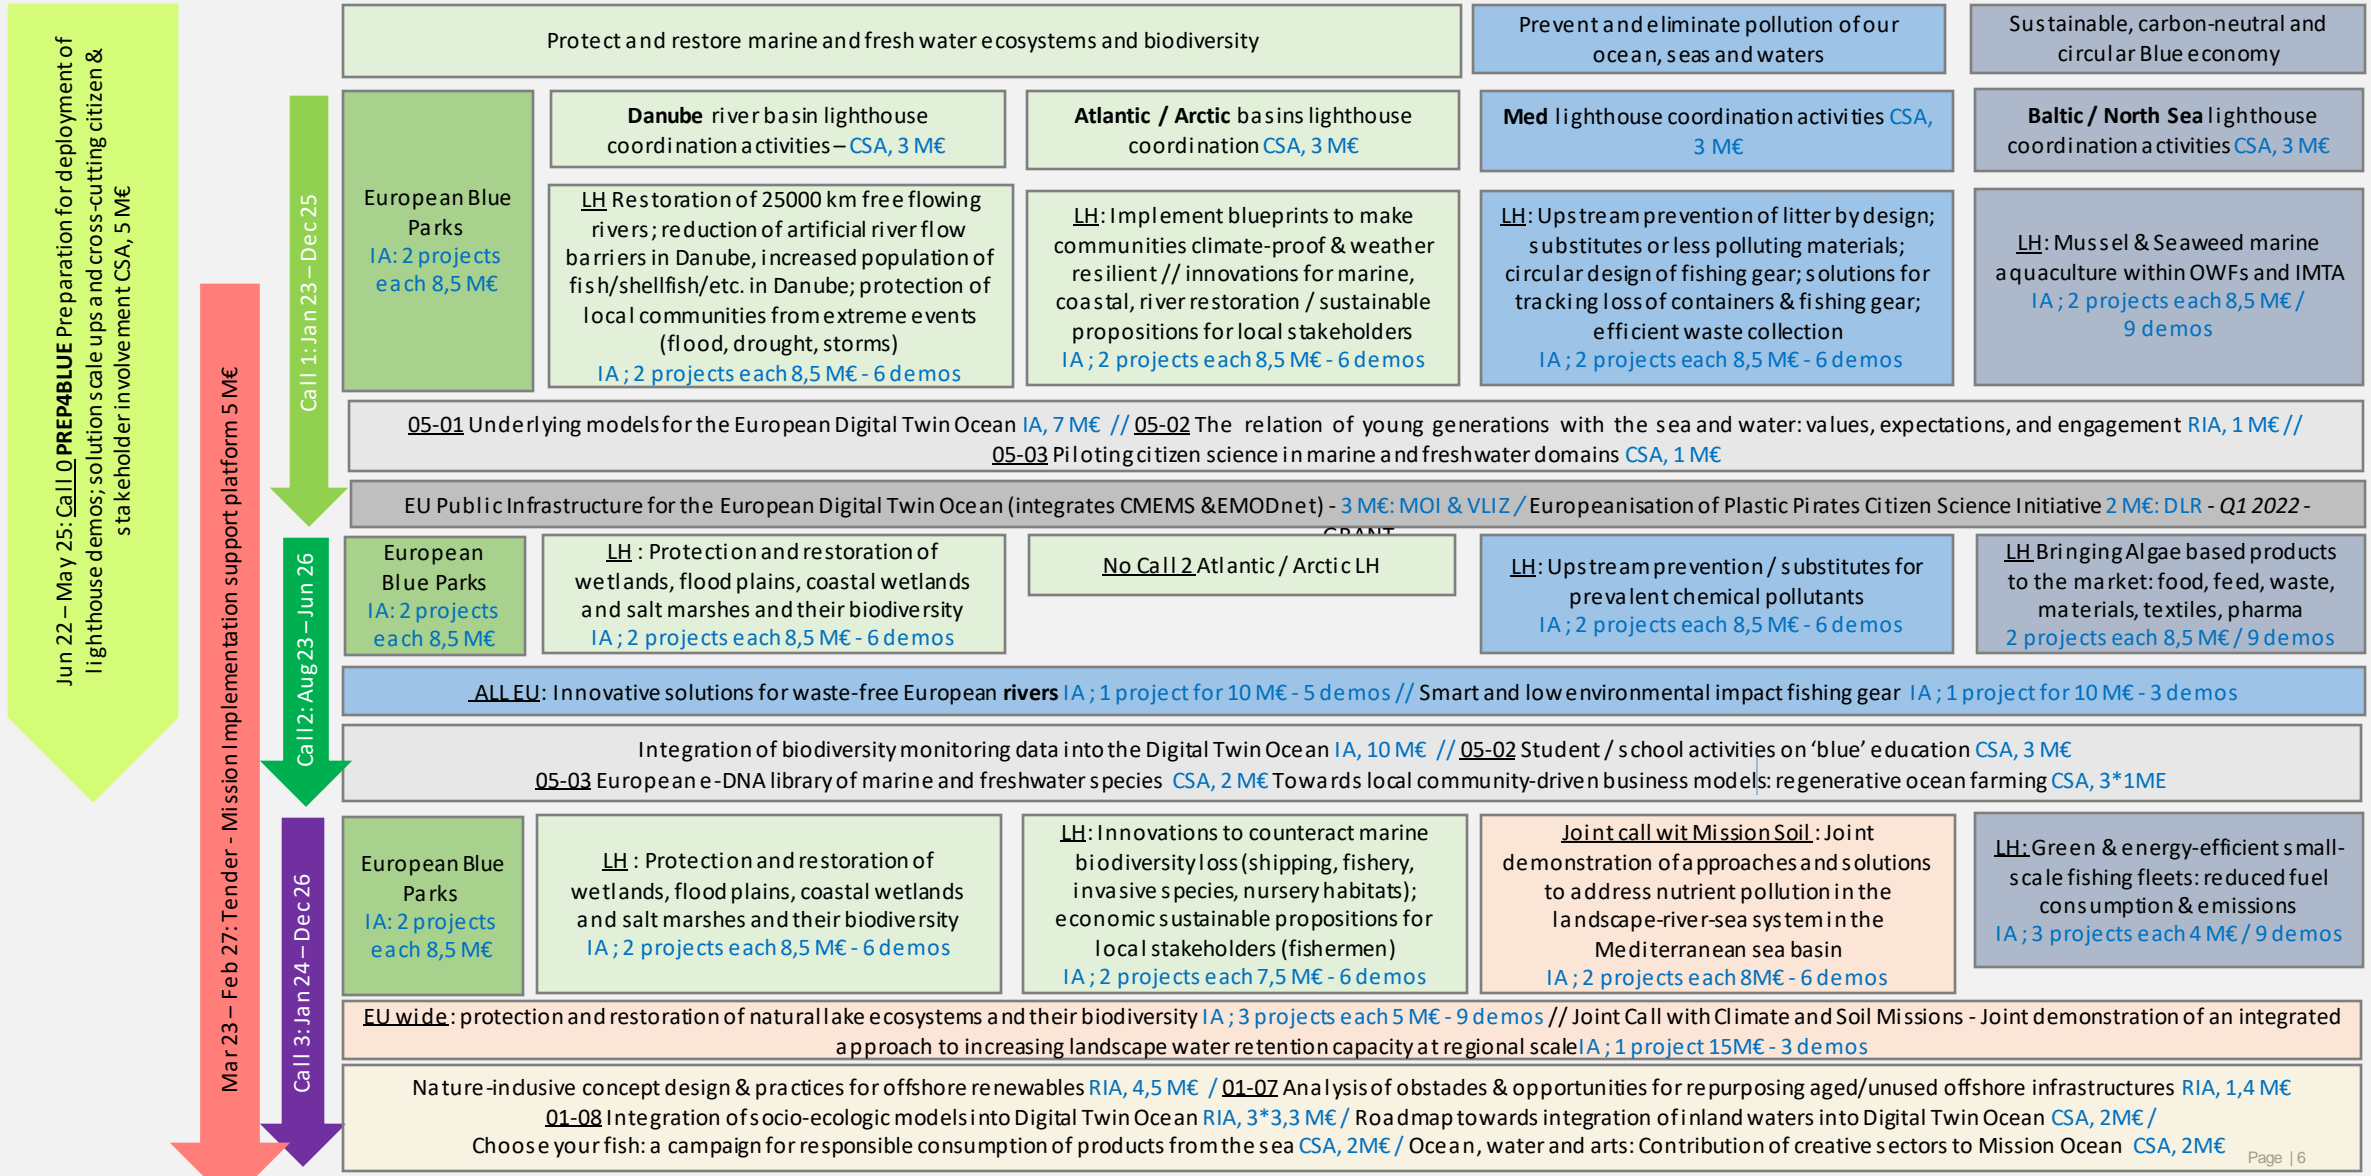 Jun 22 – May 25: Call 0 PREP4BLUE Preparation for deployment of
lighthouse demos; solution scale ups and cross-cutting citizen &
stakeholder involvement CSA, 5 M€
Mar 23 – Feb 27: Tender - Mission Implementation support platform 5 M€
Protect and restore marine and fresh water ecosystems and biodiversity
Prevent and eliminate pollution of our
ocean, seas and waters
Sustainable, carbon-neutral and
circular Blue economy
Call 1: Jan 23 – Dec 25
European Blue
Parks
IA: 2 projects
each 8,5 M€
Danube river basin lighthouse
coordination activities – CSA, 3 M€
Atlantic / Arctic basins lighthouse
coordination CSA, 3 M€
Med lighthouse coordination activities CSA,
3 M€
Baltic / North Sea lighthouse
coordination activities CSA, 3 M€
LH Restoration of 25000 km free flowing
rivers; reduction of artificial river flow
barriers in Danube, increased population of
fish/shellfish/etc. in Danube; protection of
local communities from extreme events
(flood, drought, storms)
IA ; 2 projects each 8,5 M€ - 6 demos
LH: Implement blueprints to make
communities climate-proof & weather
resilient // innovations for marine,
coastal, river restoration / sustainable
propositions for local stakeholders
IA ; 2 projects each 8,5 M€ - 6 demos
LH: Upstream prevention of litter by design;
substitutes or less polluting materials;
circular design of fishing gear; solutions for
tracking loss of containers & fishing gear;
efficient waste collection
IA ; 2 projects each 8,5 M€ - 6 demos
LH: Mussel & Seaweed marine
aquaculture within OWFs and IMTA
IA ; 2 projects each 8,5 M€ /
9 demos
05-01 Underlying models for the European Digital Twin Ocean IA, 7 M€ // 05-02 The relation of young generations with the sea and water: values, expectations, and engagement RIA, 1 M€ //
05-03 Piloting citizen science in marine and freshwater domains CSA, 1 M€
EU Public Infrastructure for the European Digital Twin Ocean (integrates CMEMS &EMODnet) - 3 M€: MOI & VLIZ / Europeanisation of Plastic Pirates Citizen Science Initiative 2 M€: DLR - Q1 2022 -
GRANT
Call 2: Aug 23 – Jun 26
European
Blue Parks
IA: 2 projects
each 8,5 M€
LH : Protection and restoration of
wetlands, flood plains, coastal wetlands
and salt marshes and their biodiversity
IA ; 2 projects each 8,5 M€ - 6 demos
No Call 2 Atlantic / Arctic LH
LH: Upstream prevention / substitutes for
prevalent chemical pollutants
IA ; 2 projects each 8,5 M€ - 6 demos
LH Bringing Algae based products
to the market: food, feed, waste,
materials, textiles, pharma
2 projects each 8,5 M€ / 9 demos
ALL EU: Innovative solutions for waste-free European rivers IA ; 1 project for 10 M€ - 5 demos // Smart and low environmental impact fishing gear IA ; 1 project for 10 M€ - 3 demos
Integration of biodiversity monitoring data into the Digital Twin Ocean IA, 10 M€ // 05-02 Student / school activities on ‘blue’ education CSA, 3 M€
05-03 European e-DNA library of marine and freshwater species CSA, 2 M€ Towards local community-driven business models: regenerative ocean farming CSA, 3*1ME
Call 3: Jan 24 – Dec 26
European Blue
Parks
IA: 2 projects
each 8,5 M€
LH : Protection and restoration of
wetlands, flood plains, coastal wetlands
and salt marshes and their biodiversity
IA ; 2 projects each 8,5 M€ - 6 demos
LH: Innovations to counteract marine
biodiversity loss (shipping, fishery,
invasive species, nursery habitats);
economic sustainable propositions for
local stakeholders (fishermen)
IA ; 2 projects each 7,5 M€ - 6 demos
Joint call wit Mission Soil : Joint
demonstration of approaches and solutions
to address nutrient pollution in the
landscape-river-sea system in the
Mediterranean sea basin
IA ; 2 projects each 8M€ - 6 demos
LH: Green & energy-efficient small-
scale fishing fleets: reduced fuel
consumption & emissions
IA ; 3 projects each 4 M€ / 9 demos
EU wide: protection and restoration of natural lake ecosystems and their biodiversity IA ; 3 projects each 5 M€ - 9 demos // Joint Call with Climate and Soil Missions - Joint demonstration of an integrated
approach to increasing landscape water retention capacity at regional scale IA ; 1 project 15M€ - 3 demos
Nature-inclusive concept design & practices for offshore renewables RIA, 4,5 M€ / 01-07 Analysis of obstacles & opportunities for repurposing aged/unused offshore infrastructures RIA, 1,4 M€
01-08 Integration of socio-ecologic models into Digital Twin Ocean RIA, 3*3,3 M€ / Roadmap towards integration of inland waters into Digital Twin Ocean CSA, 2M€ /
Choose your fish: a campaign for responsible consumption of products from the sea CSA, 2M€ / Ocean, water and arts: Contribution of creative sectors to Mission Ocean CSA, 2M€
Page | 6